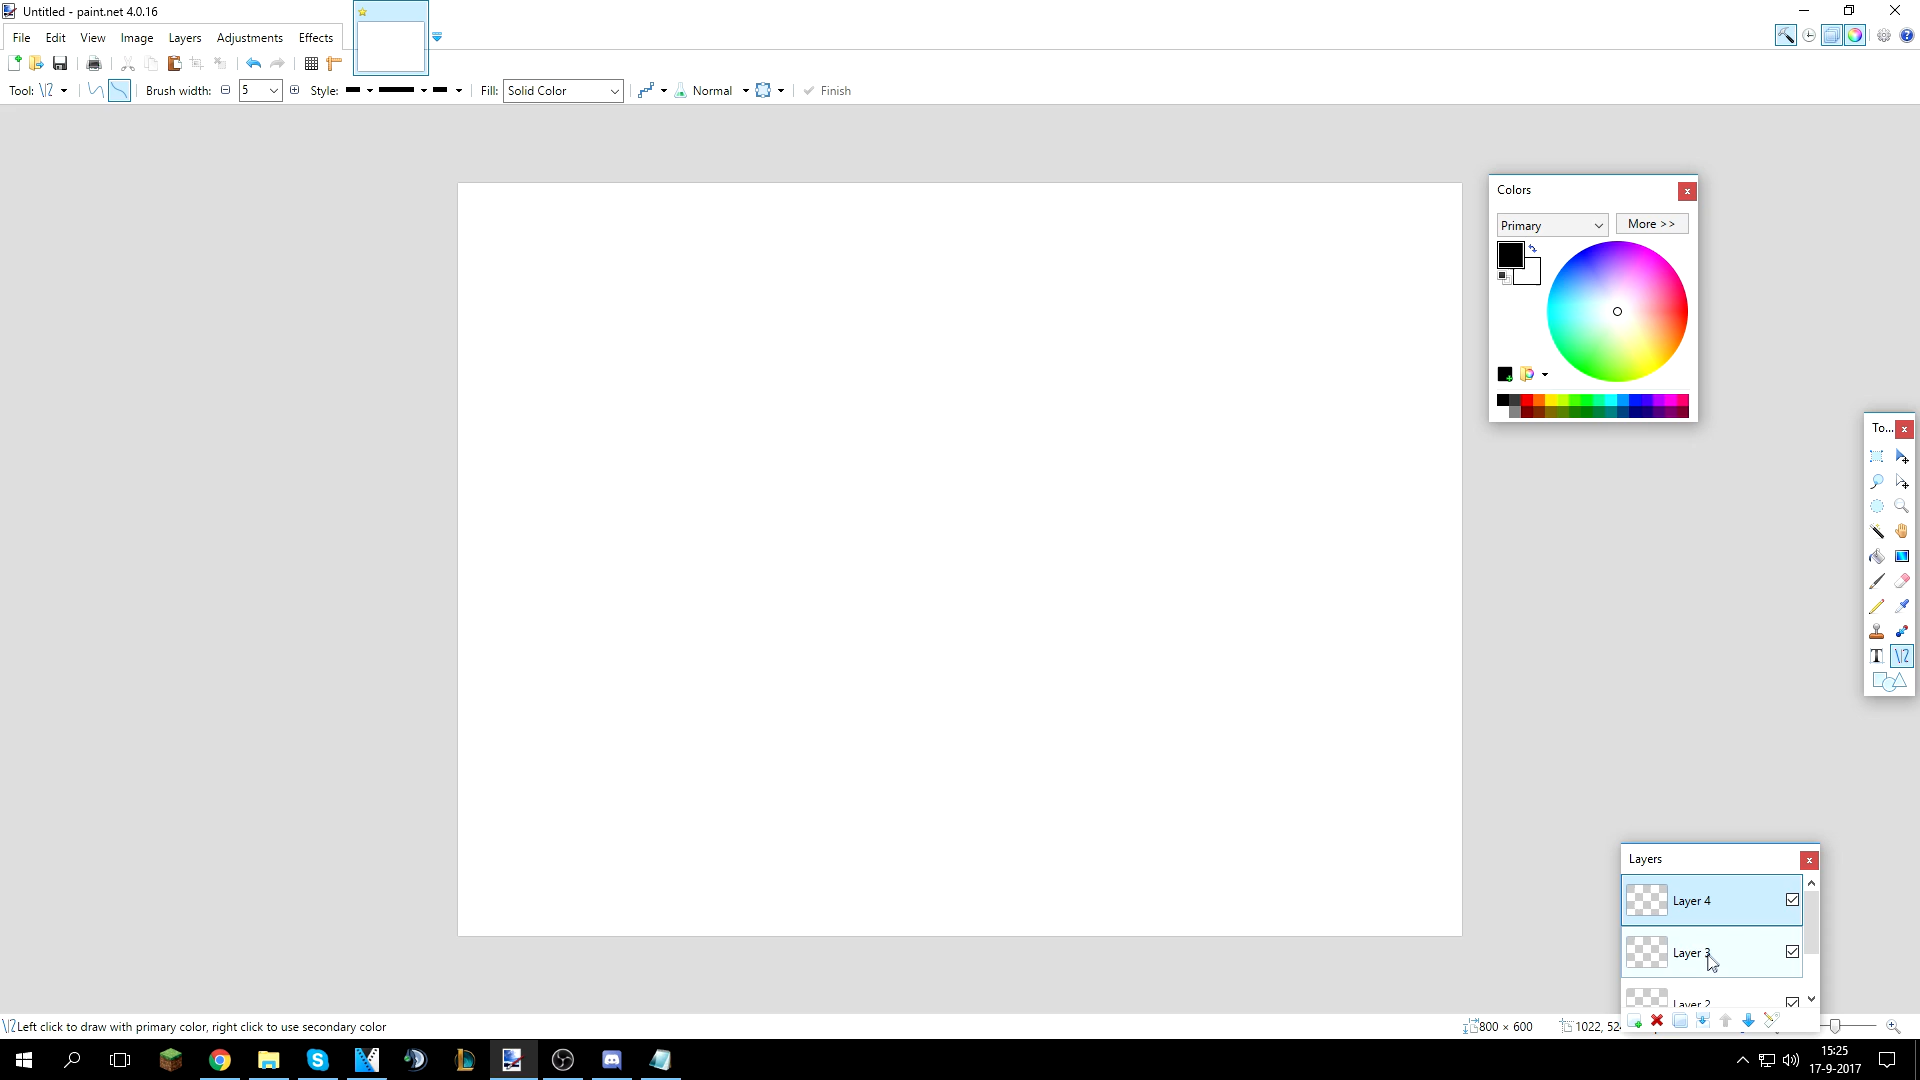 Untitled - paint.net 4.0.16
File Edit View Image Layers Adjustments Effects
Tool: Brush width: 5 Style: Fill: Solid Color Normal Finish
Colors
Primary More >>
To...
Layers
Layer 4
Layer 3
Layer 2
Left click to draw with primary color, right click to use secondary color
800 × 600
1022, 52
15:25
17-9-2017